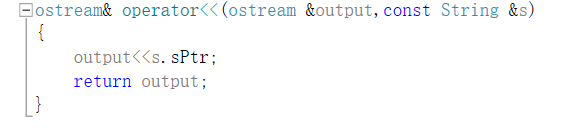 ostream& operator<<(ostream &output,const String &s)
{
output<<s.sPtr;
return output;
}